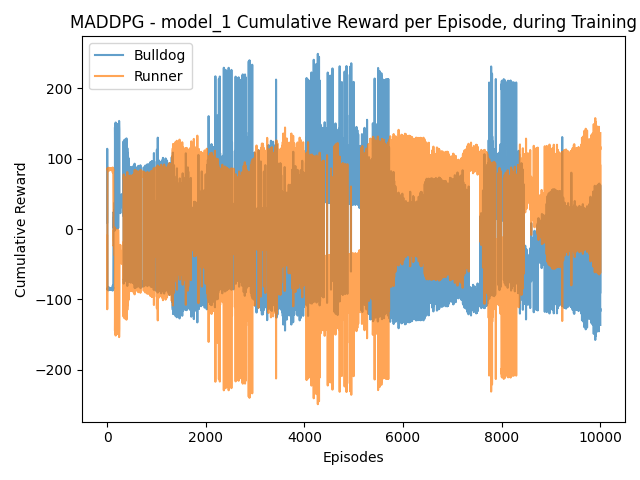 MADDPG - model_1 Cumulative Reward per Episode, during Training
Bulldog
Runner
Cumulative Reward
200
100
0
−100
−200
0 2000 4000 6000 8000 10000
Episodes